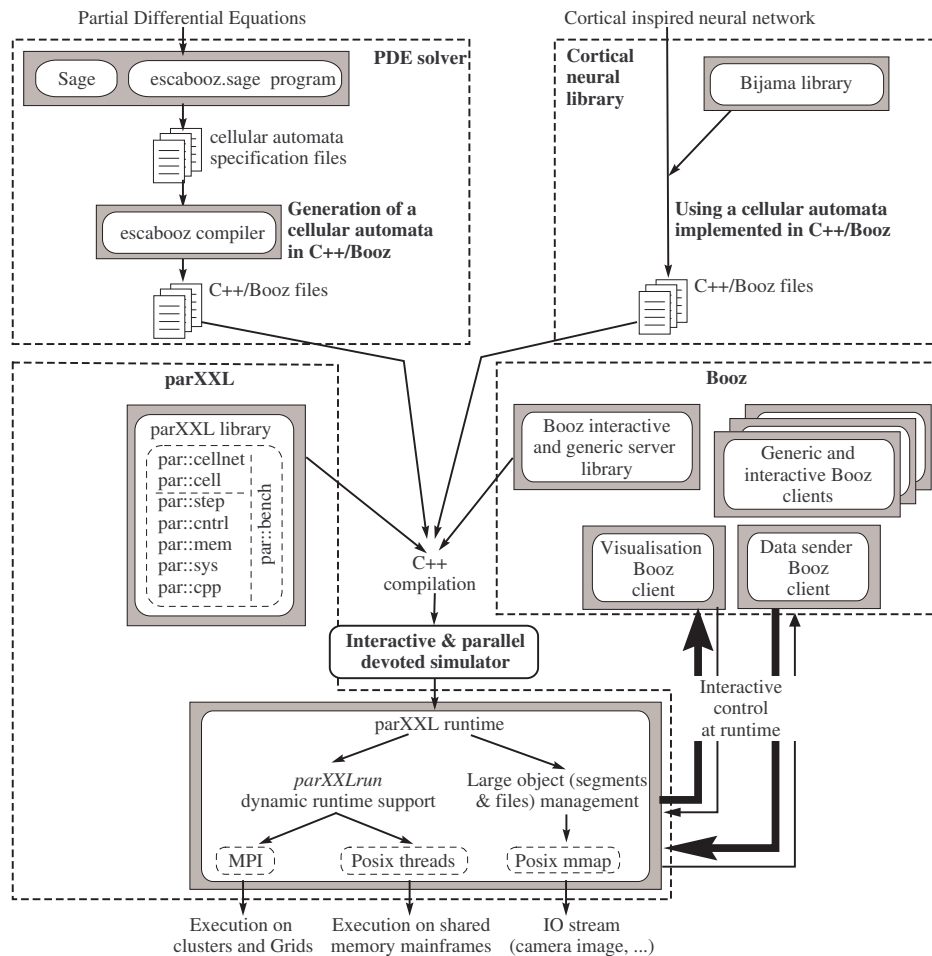 Partial Differential Equations
Cortical inspired neural network
PDE solver
Sage
escabooz.sage program
cellular automata
specification files
Generation of a
cellular automata
in C++/Booz
escabooz compiler
C++/Booz files
Cortical
neural
library
Bijama library
Using a cellular automata
implemented in C++/Booz
C++/Booz files
parXXL
parXXL library
par::cellnet
par::cell
par::step
par::cntrl
par::mem
par::sys
par::cpp
par::bench
Booz
Booz interactive
and generic server
library
Generic and
interactive Booz
clients
Visualisation
Booz
client
Data sender
Booz
client
C++
compilation
Interactive & parallel
devoted simulator
Interactive
control
at runtime
parXXL runtime
parXXLrun
dynamic runtime support
Large object (segments
& files) management
MPI
Posix threads
Posix mmap
Execution on
clusters and Grids
Execution on shared
memory mainframes
IO stream
(camera image, ...)